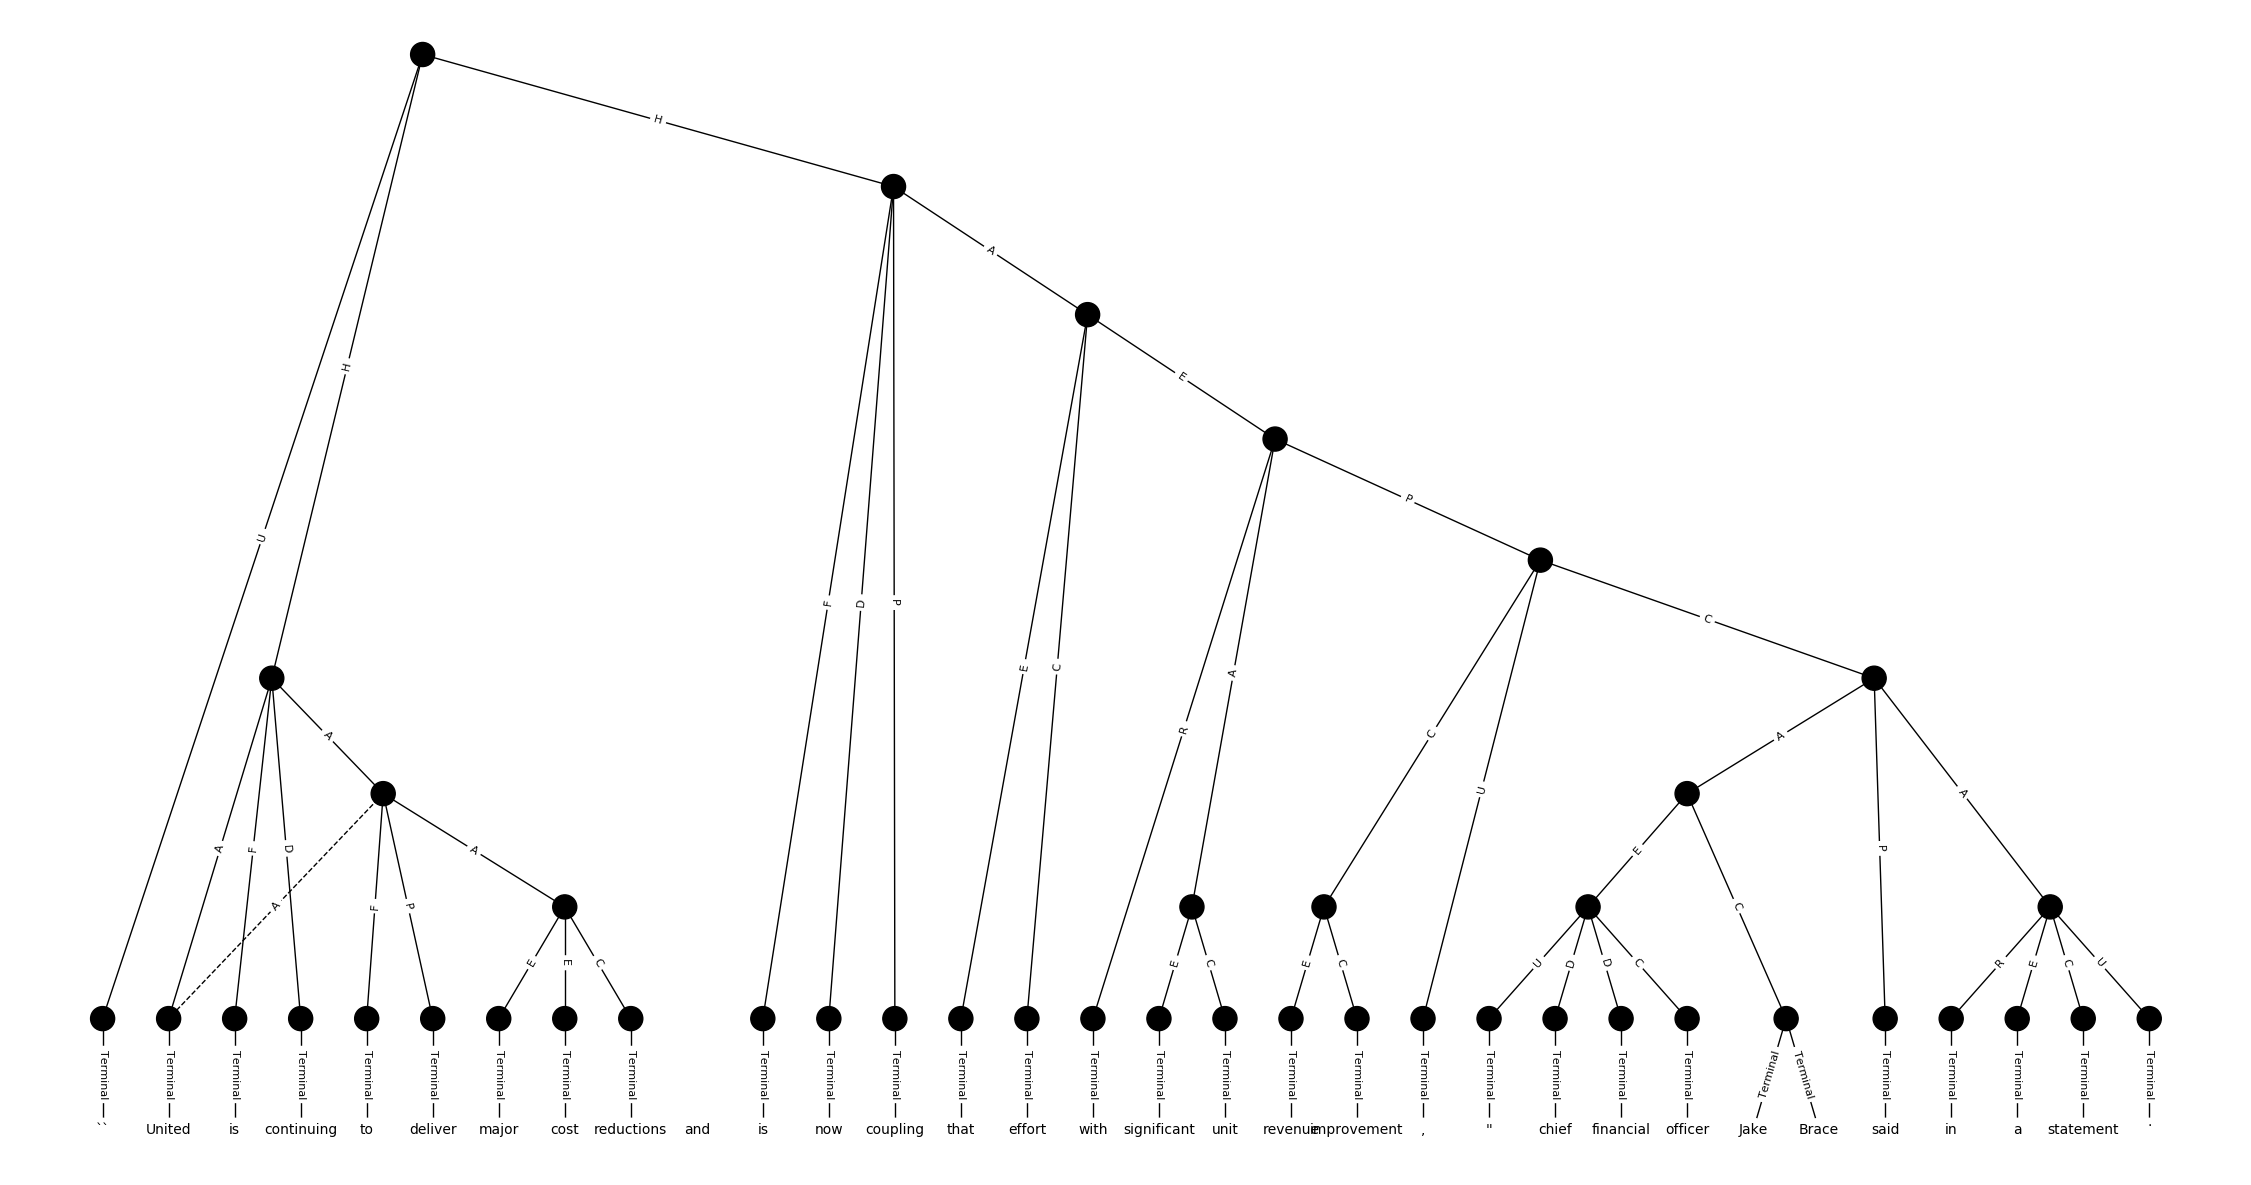 H
A
H
E
P
U
F
D
P
C
E
C
A
R
A
C
U
A
A
F
D
A
A
F
P
A
E
C
P
A
E
E
C
E
C
E
C
U
D
D
C
R
E
C
U
Terminal Terminal Terminal Terminal Terminal Terminal Terminal Terminal Terminal Terminal Terminal Terminal Terminal Terminal Terminal Terminal Terminal Terminal Terminal Terminal Terminal Terminal Terminal Terminal Terminal Terminal Terminal Terminal Terminal Terminal Terminal
`` United is continuing to deliver major cost reductions and is now coupling that effort with significant unit revenue improvement , " chief financial officer Jake Brace said in a statement .